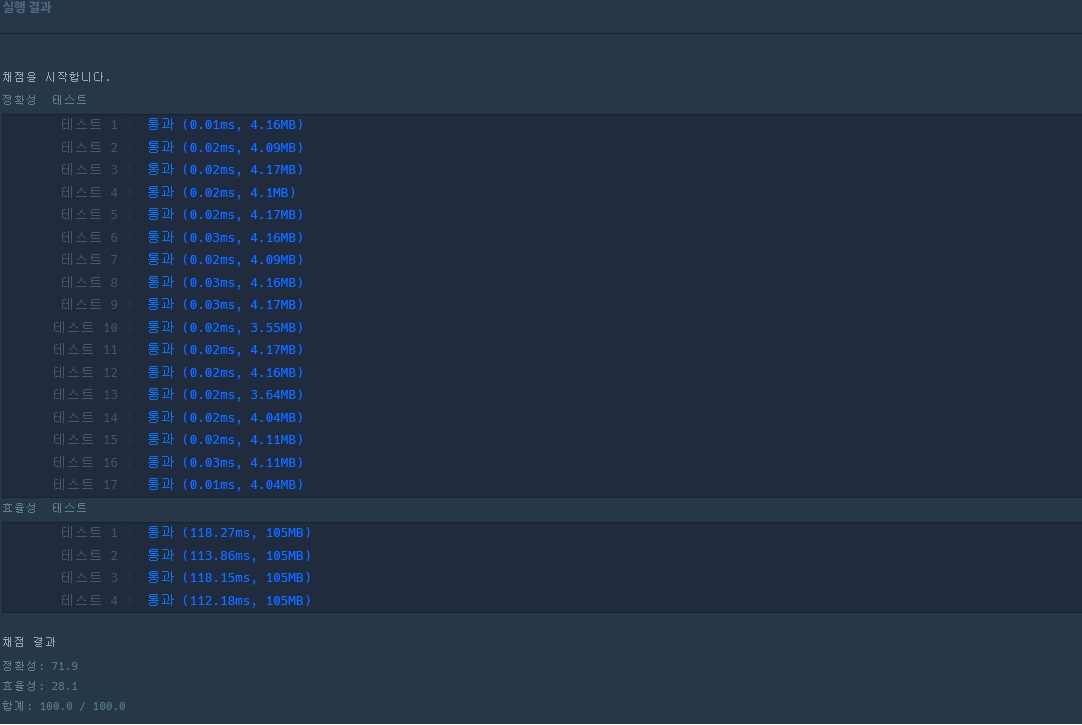 실행 결과
채점을 시작합니다.
정확성 테스트
테스트 1 〉 통과 (0.01ms, 4.16MB)
테스트 2 〉 통과 (0.02ms, 4.09MB)
테스트 3 〉 통과 (0.02ms, 4.17MB)
테스트 4 〉 통과 (0.02ms, 4.1MB)
테스트 5 〉 통과 (0.02ms, 4.17MB)
테스트 6 〉 통과 (0.03ms, 4.16MB)
테스트 7 〉 통과 (0.02ms, 4.09MB)
테스트 8 〉 통과 (0.03ms, 4.16MB)
테스트 9 〉 통과 (0.03ms, 4.17MB)
테스트 10 〉 통과 (0.02ms, 3.55MB)
테스트 11 〉 통과 (0.02ms, 4.17MB)
테스트 12 〉 통과 (0.02ms, 4.16MB)
테스트 13 〉 통과 (0.02ms, 3.64MB)
테스트 14 〉 통과 (0.02ms, 4.04MB)
테스트 15 〉 통과 (0.02ms, 4.11MB)
테스트 16 〉 통과 (0.03ms, 4.11MB)
테스트 17 〉 통과 (0.01ms, 4.04MB)
효율성 테스트
테스트 1 〉 통과 (118.27ms, 105MB)
테스트 2 〉 통과 (113.86ms, 105MB)
테스트 3 〉 통과 (118.15ms, 105MB)
테스트 4 〉 통과 (112.18ms, 105MB)
채점 결과
정확성: 71.9
효율성: 28.1
합계: 100.0 / 100.0